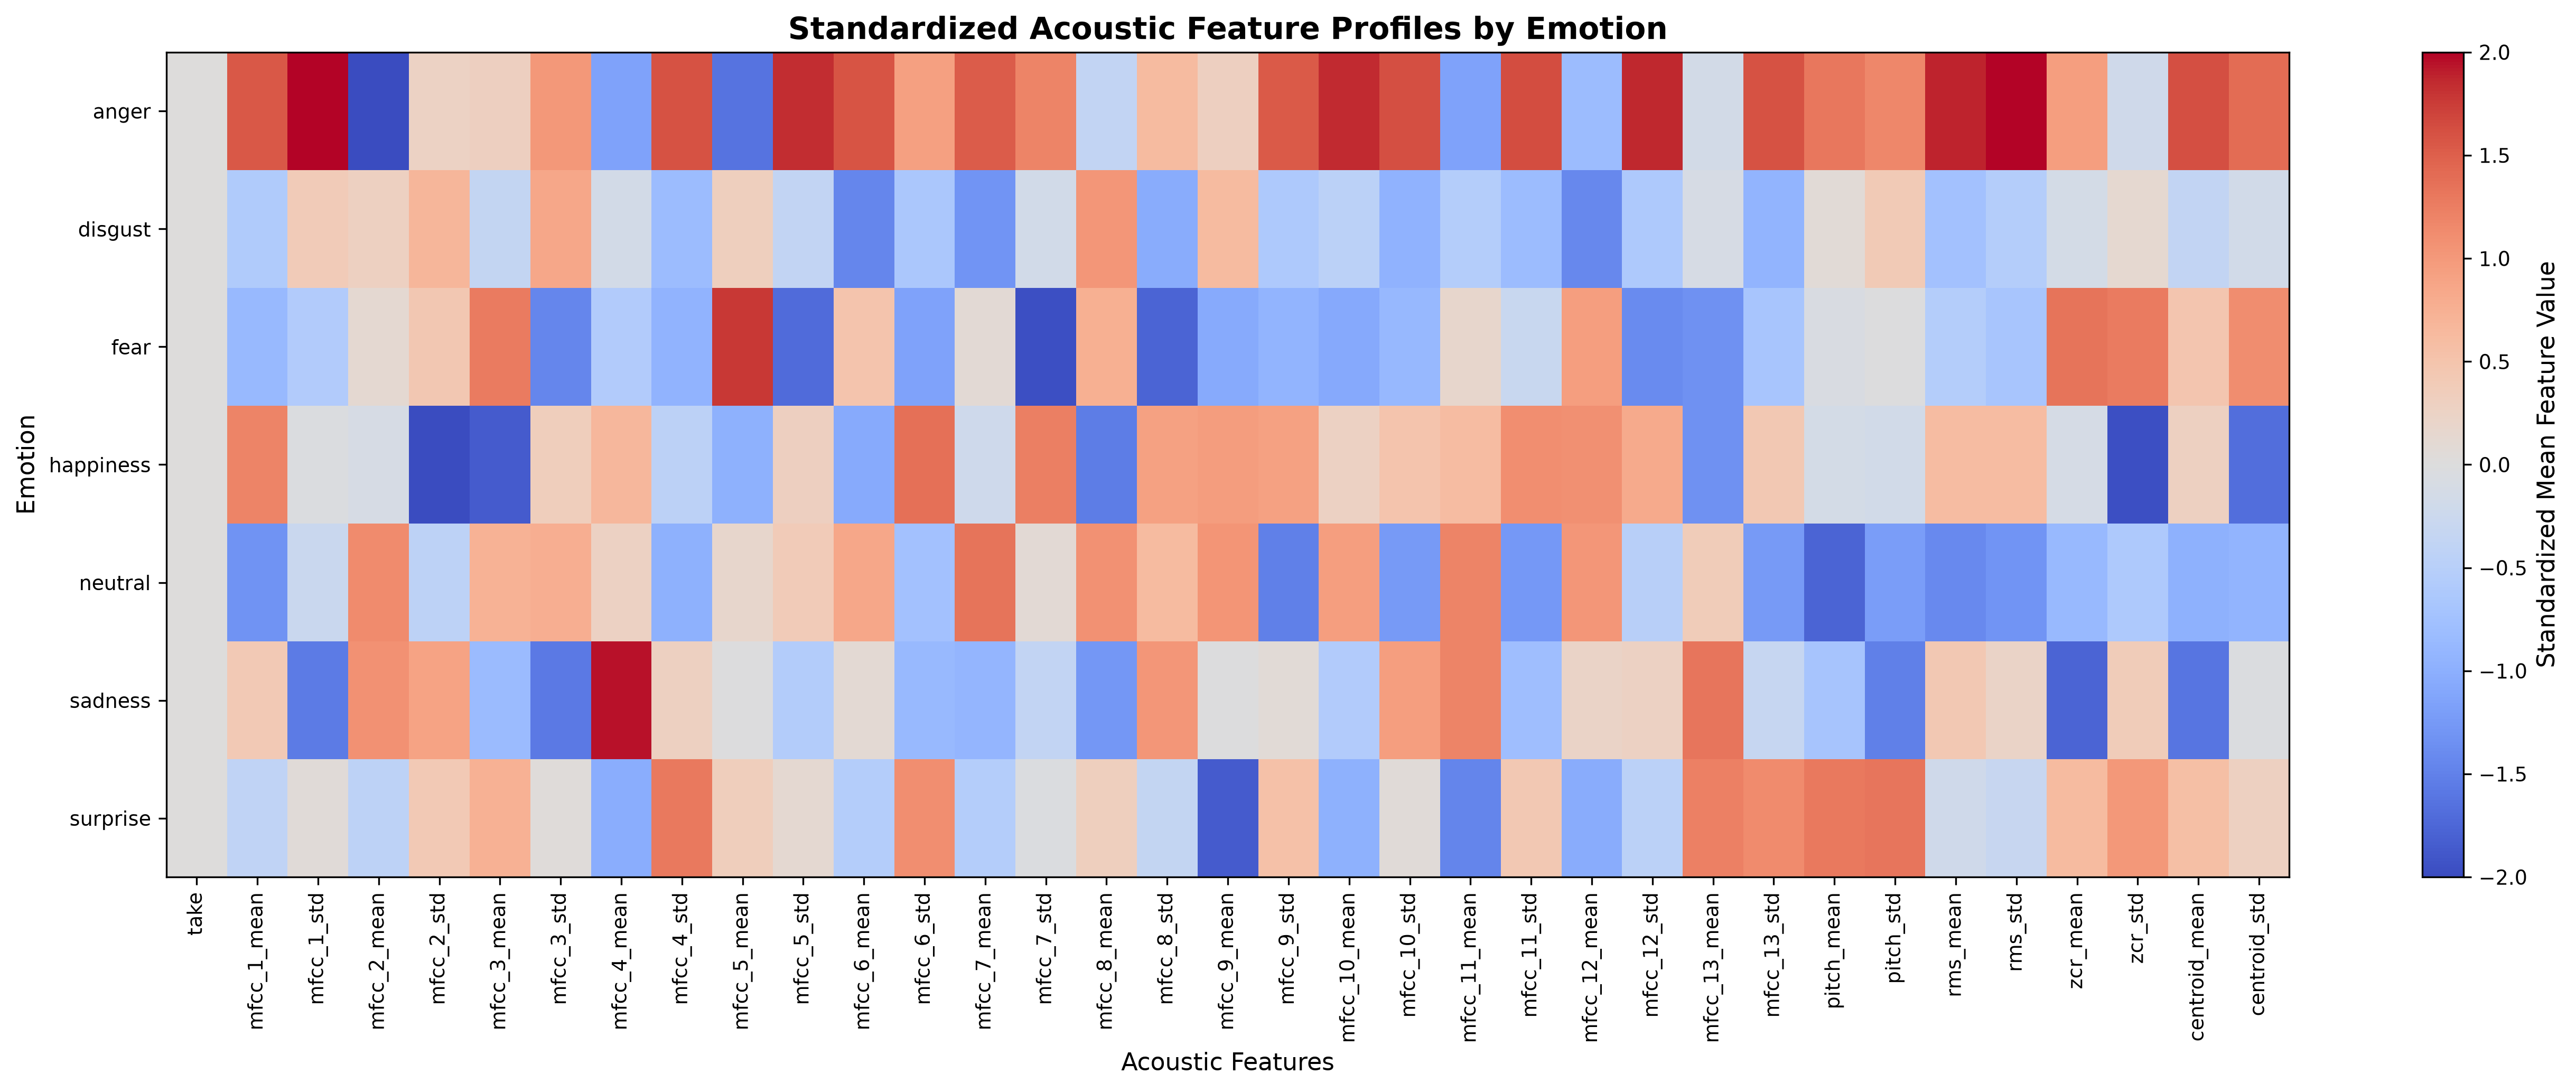 Standardized Acoustic Feature Profiles by Emotion
Emotion
anger
disgust
fear
happiness
neutral
sadness
surprise
take
mfcc_1_mean
mfcc_1_std
mfcc_2_mean
mfcc_2_std
mfcc_3_mean
mfcc_3_std
mfcc_4_mean
mfcc_4_std
mfcc_5_mean
mfcc_5_std
mfcc_6_mean
mfcc_6_std
mfcc_7_mean
mfcc_7_std
mfcc_8_mean
mfcc_8_std
mfcc_9_mean
mfcc_9_std
mfcc_10_mean
mfcc_10_std
mfcc_11_mean
mfcc_11_std
mfcc_12_mean
mfcc_12_std
mfcc_13_mean
mfcc_13_std
pitch_mean
pitch_std
rms_mean
rms_std
zcr_mean
zcr_std
centroid_mean
centroid_std
Acoustic Features
2.0
1.5
1.0
0.5
0.0
−0.5
−1.0
−1.5
−2.0
Standardized Mean Feature Value